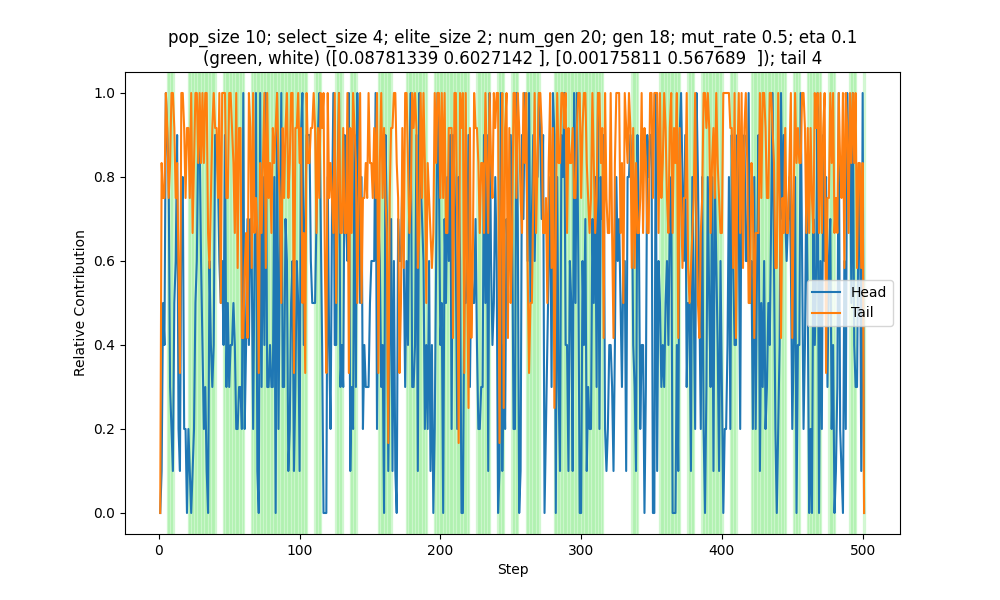 pop_size 10; select_size 4; elite_size 2; num_gen 20; gen 18; mut_rate 0.5; eta 0.1
(green, white) ([0.08781339 0.6027142 ], [0.00175811 0.567689  ]); tail 4
1.0
0.8
0.6
0.4
0.2
0.0
Relative Contribution
Head
Tail
0
100
200
300
400
500
Step